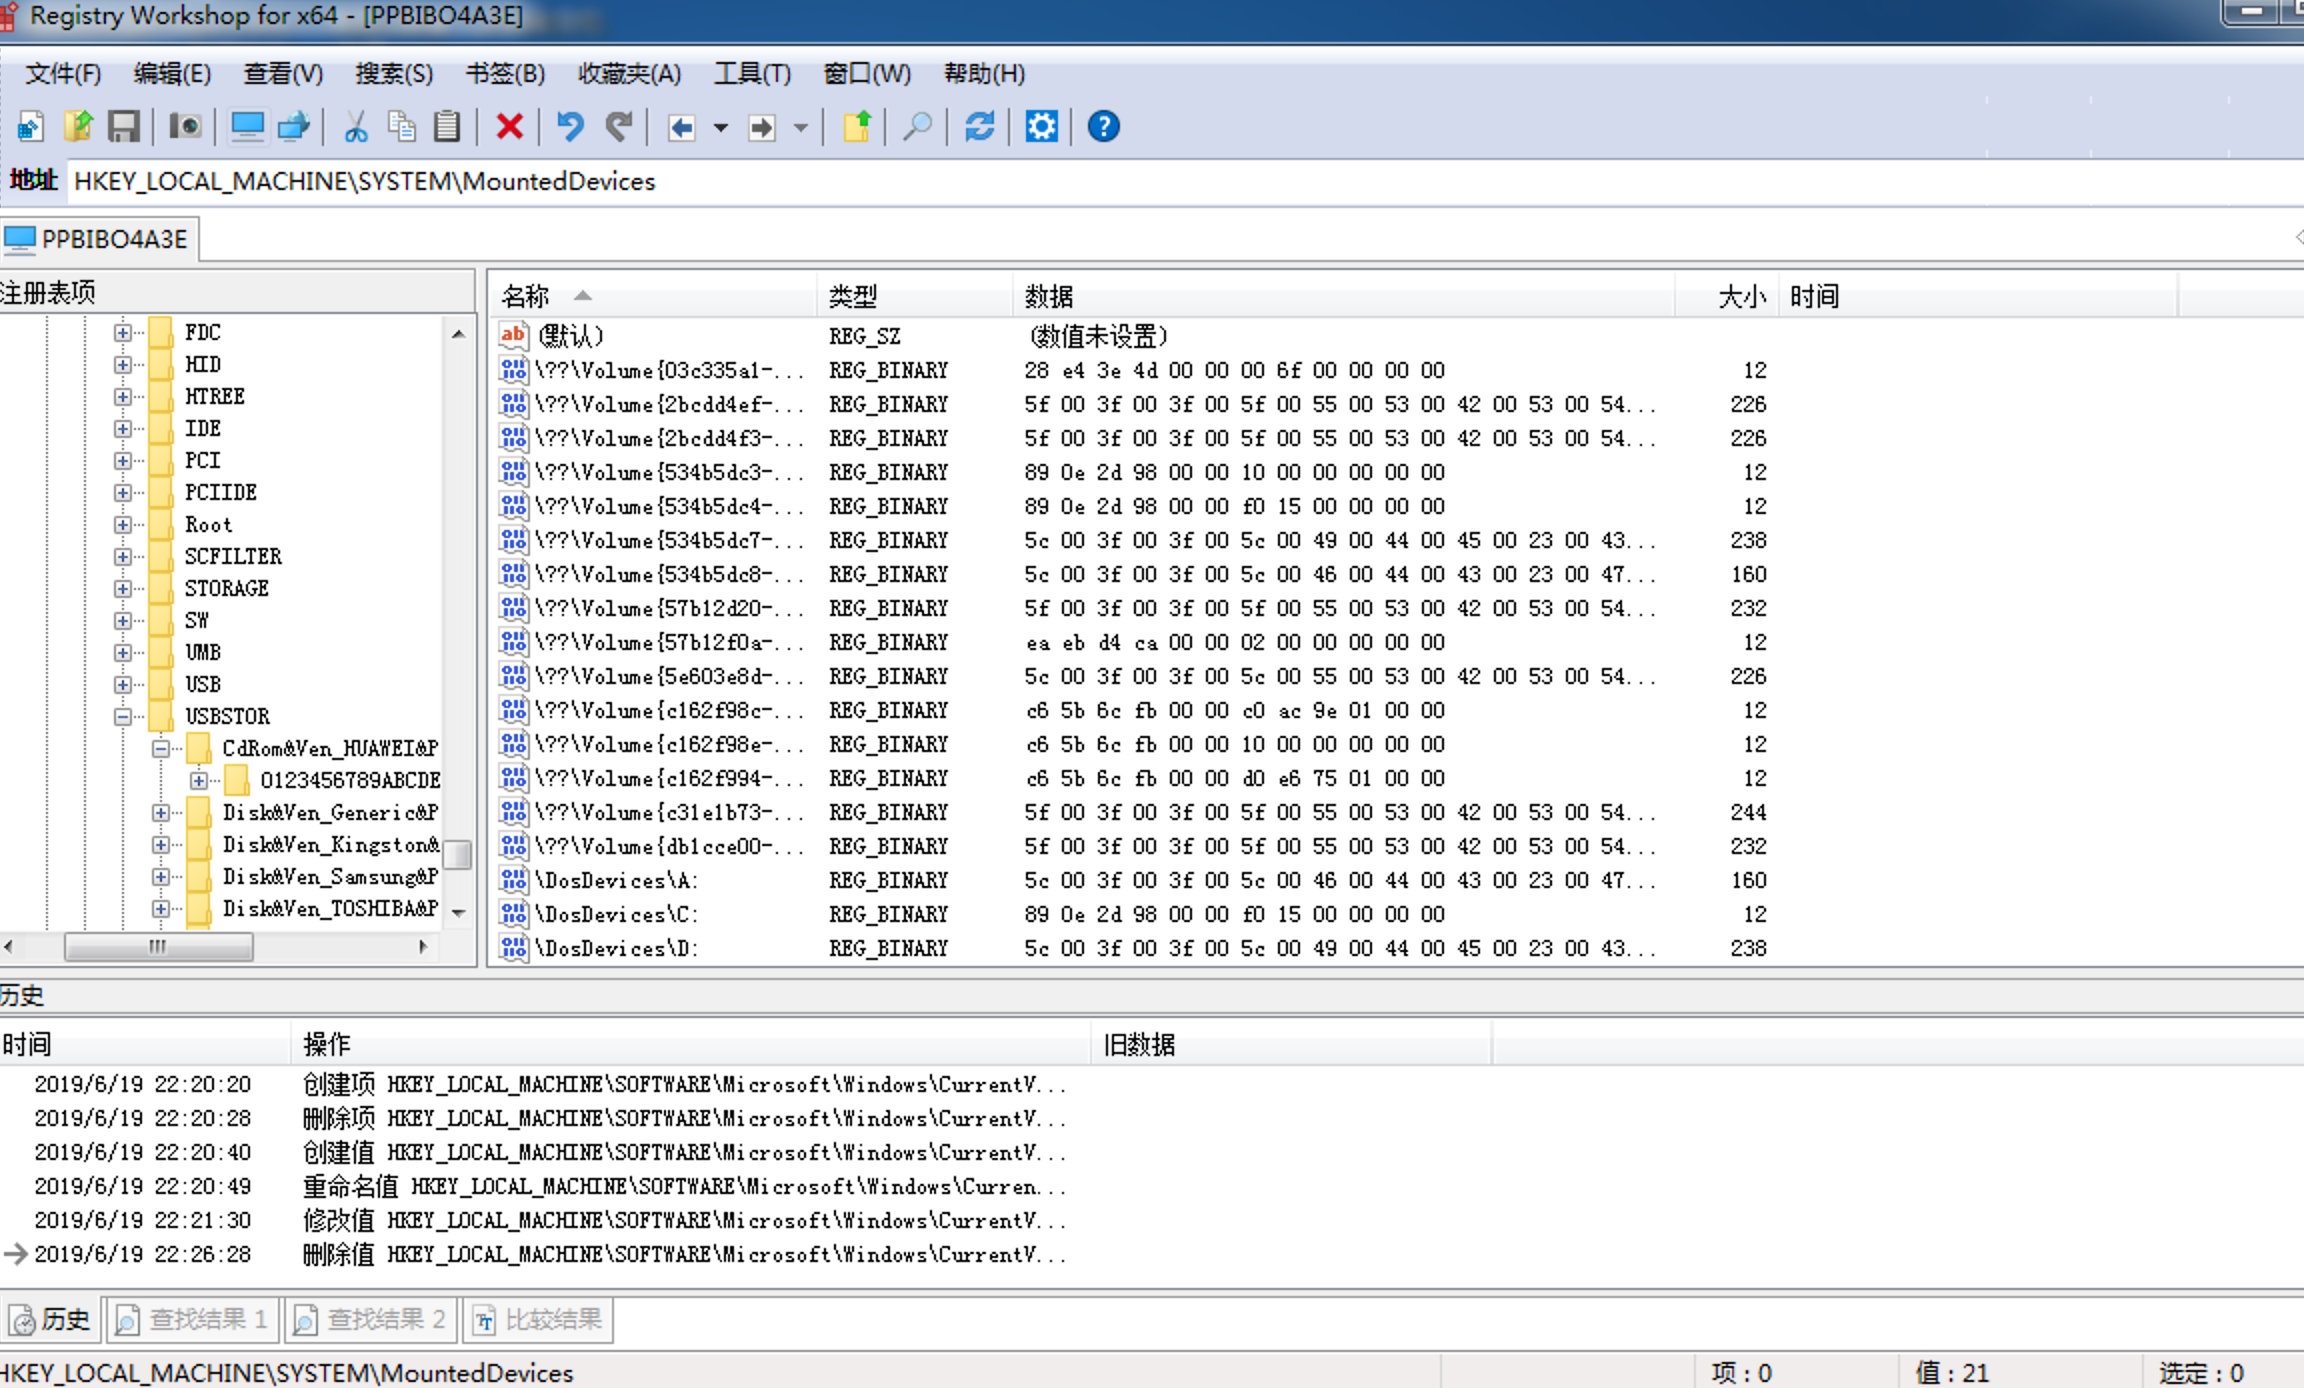 Registry Workshop for x64 - [PPBIBO4A3E]
文件(F) 编辑(E) 查看(V) 搜索(S) 书签(B) 收藏夹(A) 工具(T) 窗口(W) 帮助(H)
地址 HKEY_LOCAL_MACHINE\SYSTEM\MountedDevices
PPBIBO4A3E
注册表项
FDC
HID
HTREE
IDE
PCI
PCIIDE
Root
SCFILTER
STORAGE
SW
UMB
USB
USBSTOR
CdRom&Ven_HUAWEI&P
0123456789ABCDE
Disk&Ven_Generic&P
Disk&Ven_Kingston&
Disk&Ven_Samsung&P
Disk&Ven_TOSHIBA&P
名称 类型 数据 大小 时间
(默认) REG_SZ (数值未设置)
\??\Volume{03c335a1-... REG_BINARY 28 e4 3e 4d 00 00 00 6f 00 00 00 00 12
\??\Volume{2bcdd4ef-... REG_BINARY 5f 00 3f 00 3f 00 5f 00 55 00 53 00 42 00 53 00 54... 226
\??\Volume{2bcdd4f3-... REG_BINARY 5f 00 3f 00 3f 00 5f 00 55 00 53 00 42 00 53 00 54... 226
\??\Volume{534b5dc3-... REG_BINARY 89 0e 2d 98 00 00 10 00 00 00 00 00 12
\??\Volume{534b5dc4-... REG_BINARY 89 0e 2d 98 00 00 f0 15 00 00 00 00 12
\??\Volume{534b5dc7-... REG_BINARY 5c 00 3f 00 3f 00 5c 00 49 00 44 00 45 00 23 00 43... 238
\??\Volume{534b5dc8-... REG_BINARY 5c 00 3f 00 3f 00 5c 00 46 00 44 00 43 00 23 00 47... 160
\??\Volume{57b12d20-... REG_BINARY 5f 00 3f 00 3f 00 5f 00 55 00 53 00 42 00 53 00 54... 232
\??\Volume{57b12f0a-... REG_BINARY ea eb d4 ca 00 00 02 00 00 00 00 00 12
\??\Volume{5e603e8d-... REG_BINARY 5c 00 3f 00 3f 00 5c 00 55 00 53 00 42 00 53 00 54... 226
\??\Volume{c162f98c-... REG_BINARY c6 5b 6c fb 00 00 c0 ac 9e 01 00 00 12
\??\Volume{c162f98e-... REG_BINARY c6 5b 6c fb 00 00 10 00 00 00 00 00 12
\??\Volume{c162f994-... REG_BINARY c6 5b 6c fb 00 00 d0 e6 75 01 00 00 12
\??\Volume{c31e1b73-... REG_BINARY 5f 00 3f 00 3f 00 5f 00 55 00 53 00 42 00 53 00 54... 244
\??\Volume{db1cce00-... REG_BINARY 5f 00 3f 00 3f 00 5f 00 55 00 53 00 42 00 53 00 54... 232
\DosDevices\A: REG_BINARY 5c 00 3f 00 3f 00 5c 00 46 00 44 00 43 00 23 00 47... 160
\DosDevices\C: REG_BINARY 89 0e 2d 98 00 00 f0 15 00 00 00 00 12
\DosDevices\D: REG_BINARY 5c 00 3f 00 3f 00 5c 00 49 00 44 00 45 00 23 00 43... 238
历史
时间 操作 旧数据
2019/6/19 22:20:20 创建项 HKEY_LOCAL_MACHINE\SOFTWARE\Microsoft\Windows\CurrentV...
2019/6/19 22:20:28 删除项 HKEY_LOCAL_MACHINE\SOFTWARE\Microsoft\Windows\CurrentV...
2019/6/19 22:20:40 创建值 HKEY_LOCAL_MACHINE\SOFTWARE\Microsoft\Windows\CurrentV...
2019/6/19 22:20:49 重命名值 HKEY_LOCAL_MACHINE\SOFTWARE\Microsoft\Windows\Curren...
2019/6/19 22:21:30 修改值 HKEY_LOCAL_MACHINE\SOFTWARE\Microsoft\Windows\CurrentV...
2019/6/19 22:26:28 删除值 HKEY_LOCAL_MACHINE\SOFTWARE\Microsoft\Windows\CurrentV...
历史 查找结果 1 查找结果 2 比较结果
HKEY_LOCAL_MACHINE\SYSTEM\MountedDevices 项 : 0 值 : 21 选定 : 0